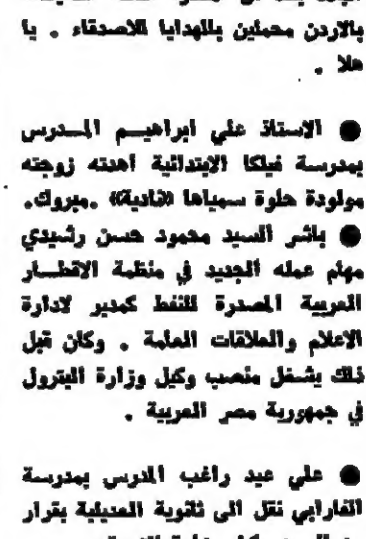 بالاردن محملين بالهدايا للاصدقاء . يا
هلا .
● الاستاذ علي ابراهيم المدرس
بمدرسة فيلكا الابتدائية اهدته زوجته
مولودة حلوة سمياها «نادية» .مبروك.
● باشر السيد محمود حسن رشيدي
مهام عمله الجديد في منظمة الاقطار
العربية المصدرة للنفط كمدير لادارة
الاعلام والعلاقات العامة . وكان قبل
ذلك يشغل منصب وكيل وزارة البترول
في جمهورية مصر العربية .
● علي عيد راغب المدرس بمدرسة
الفارابي نقل الى ثانوية العديلية بقرار